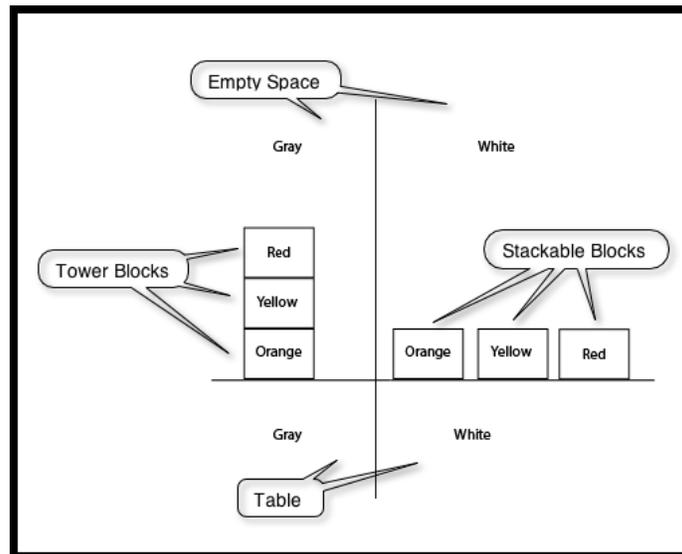 Empty Space
Gray
White
Red
Tower Blocks
Stackable Blocks
Yellow
Orange
Orange
Yellow
Red
Gray
White
Table